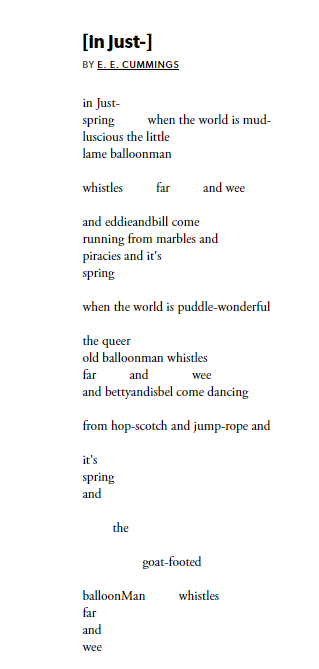 [in Just-]
BY E. E. CUMMINGS
in Just-
spring          when the world is mud-
luscious the little
lame balloonman
whistles          far          and wee
and eddieandbill come
running from marbles and
piracies and it's
spring
when the world is puddle-wonderful
the queer
old balloonman whistles
far          and             wee
and bettyandisbel come dancing
from hop-scotch and jump-rope and
it's
spring
and
         the
                  goat-footed
balloonMan          whistles
far
and
wee